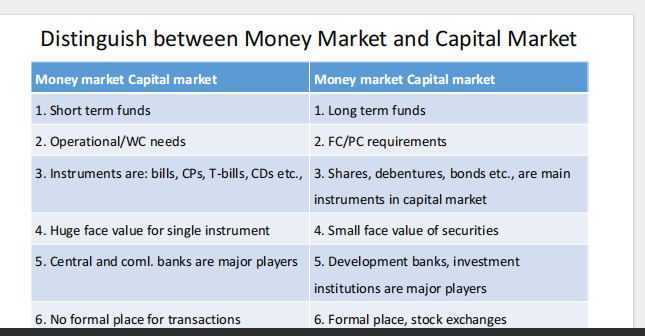 Distinguish between Money Market and Capital Market
Money market Capital market
Money market Capital market
1. Short term funds
1. Long term funds
2. Operational/WC needs
2. FC/PC requirements
3. Instruments are: bills, CPs, T-bills, CDs etc.,
3. Shares, debentures, bonds etc., are main
instruments in capital market
4. Huge face value for single instrument
4. Small face value of securities
5. Central and coml. banks are major players
5. Development banks, investment
institutions are major players
6. No formal place for transactions
6. Formal place, stock exchanges